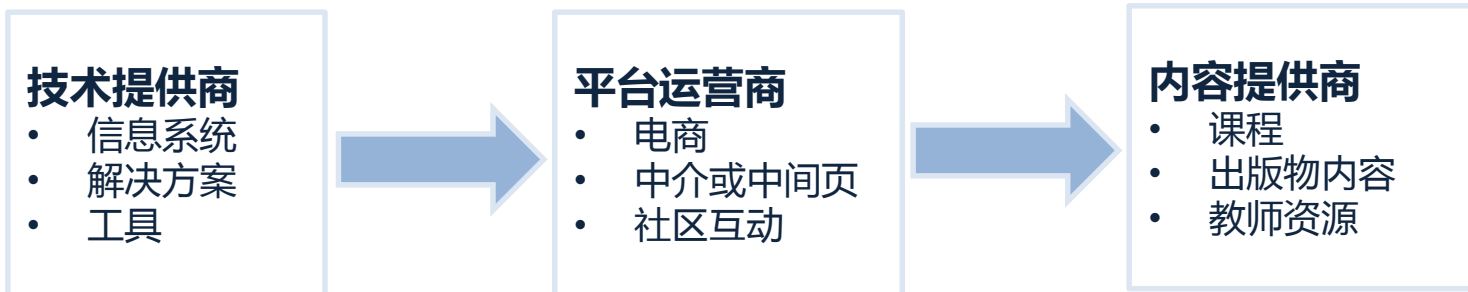 技术提供商
• 信息系统
• 解决方案
• 工具
平台运营商
• 电商
• 中介或中间页
• 社区互动
内容提供商
• 课程
• 出版物内容
• 教师资源